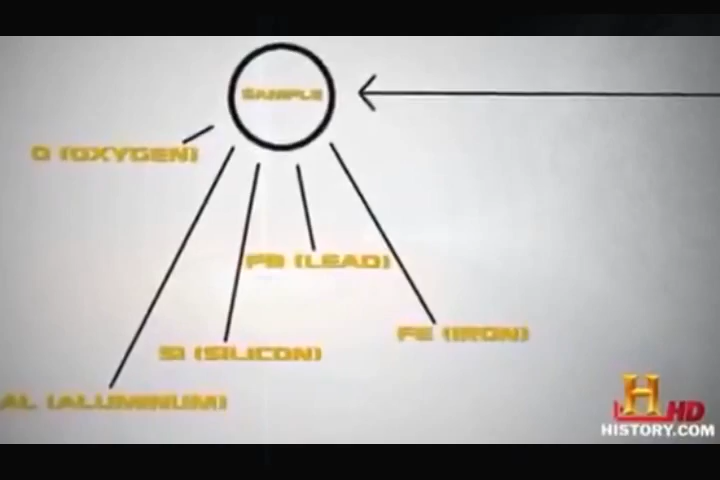 SAMPLE
O (OXYGEN)
PB (LEAD)
FE (IRON)
SI (SILICON)
AL (ALUMINUM)
H HD
HISTORY.COM